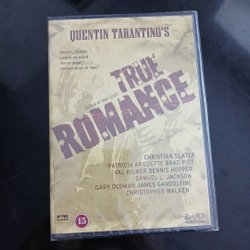 QUENTIN TARANTINO'S
TRUE
ROMANCE
CHRISTIAN SLATER
PATRICIA ARQUETTE BRAD PITT
VAL KILMER DENNIS HOPPER
SAMUEL L. JACKSON
GARY OLDMAN JAMES GANDOLFINI
CHRISTOPHER WALKEN
dts
15